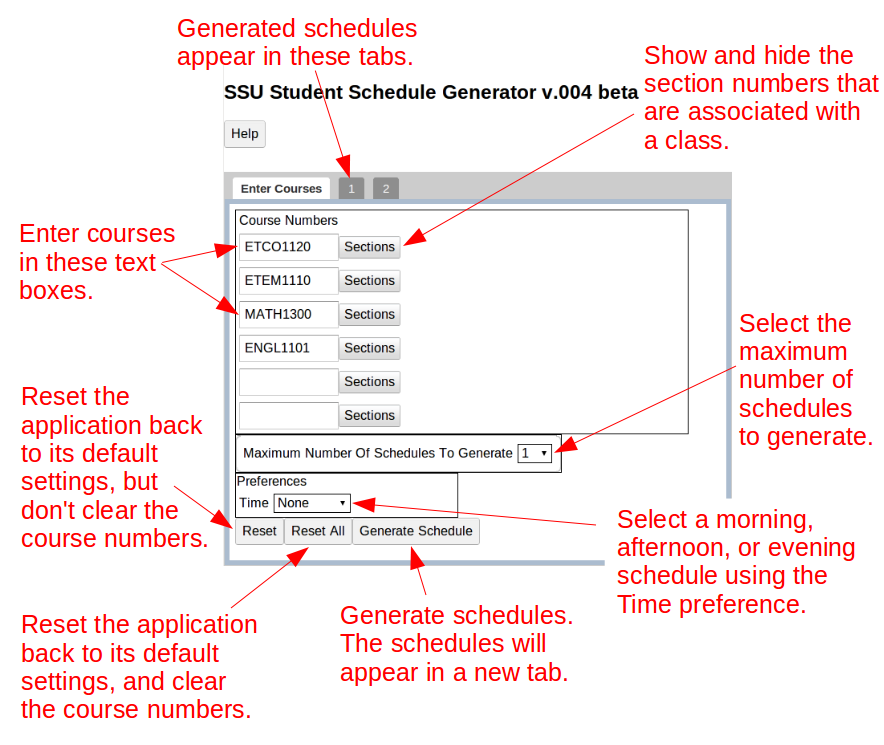 Generated schedules
appear in these tabs.
Show and hide the
section numbers that
are associated with
a class.
SSU Student Schedule Generator v.004 beta
Help
Enter Courses 1 2
Course Numbers
Enter courses
in these text
boxes.
ETCO1120 Sections
ETEM1110 Sections
MATH1300 Sections
ENGL1101 Sections
Sections
Sections
Select the
maximum
number of
schedules
to generate.
Reset the
application back
to its default
settings, but
don't clear the
course numbers.
Maximum Number Of Schedules To Generate 1
Preferences
Time None
Reset Reset All Generate Schedule
Select a morning,
afternoon, or evening
schedule using the
Time preference.
Reset the application
back to its default
settings, and clear
the course numbers.
Generate schedules.
The schedules will
appear in a new tab.